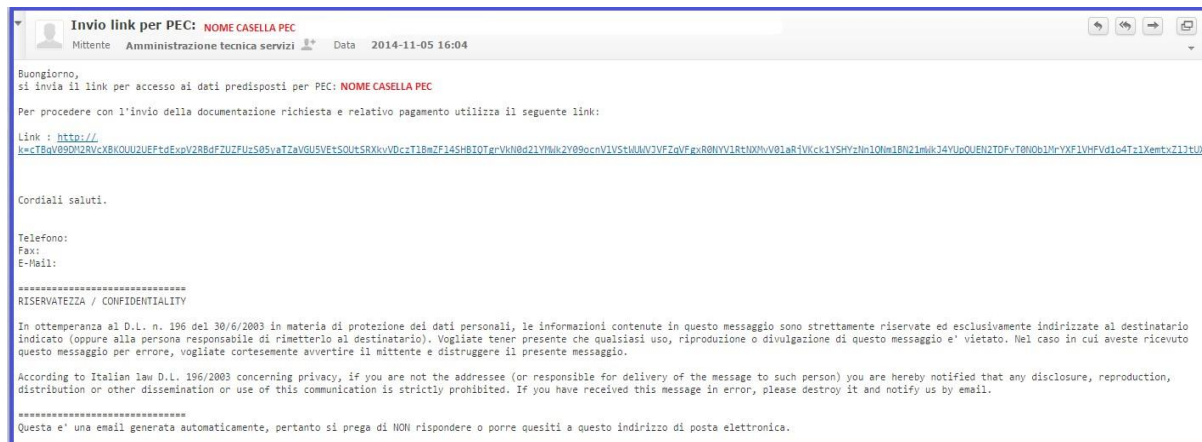 Invio link per PEC: NOME CASELLA PEC
Mittente Amministrazione tecnica servizi Data 2014-11-05 16:04
Buongiorno,
si invia il link per accesso ai dati predisposti per PEC: NOME CASELLA PEC
Per procedere con l'invio della documentazione richiesta e relativo pagamento utilizza il seguente link:
Link : http://
Cordiali saluti.
Telefono:
Fax:
E-Mail:
==============================
RISERVATEZZA / CONFIDENTIALITY
In ottemperanza al D.L. n. 196 del 30/6/2003 in materia di protezione dei dati personali, le informazioni contenute in questo messaggio sono strettamente riservate ed esclusivamente indirizzate al destinatario
indicato (oppure alla persona responsabile di rimetterlo al destinatario). Vogliate tener presente che qualsiasi uso, riproduzione o divulgazione di questo messaggio e' vietato. Nel caso in cui aveste ricevuto
questo messaggio per errore, vogliate cortesemente avvertire il mittente e distruggere il presente messaggio.
According to Italian law D.L. 196/2003 concerning privacy, if you are not the addressee (or responsible for delivery of the message to such person) you are hereby notified that any disclosure, reproduction,
distribution or other dissemination or use of this communication is strictly prohibited. If you have received this message in error, please destroy it and notify us by email.
==============================
Questa e' una email generata automaticamente, pertanto si prega di NON rispondere o porre quesiti a questo indirizzo di posta elettronica.